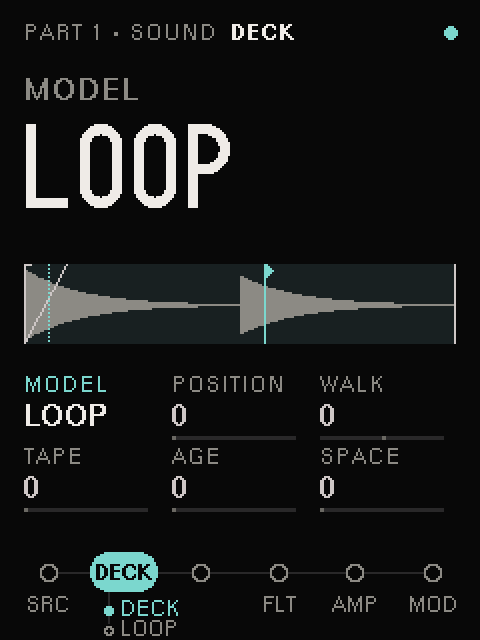 PART 1 · SOUND DECK
MODEL
LOOP
MODEL POSITION WALK
LOOP 0 0
TAPE AGE SPACE
0 0 0
DECK
SRC DECK FLT AMP MOD
LOOP